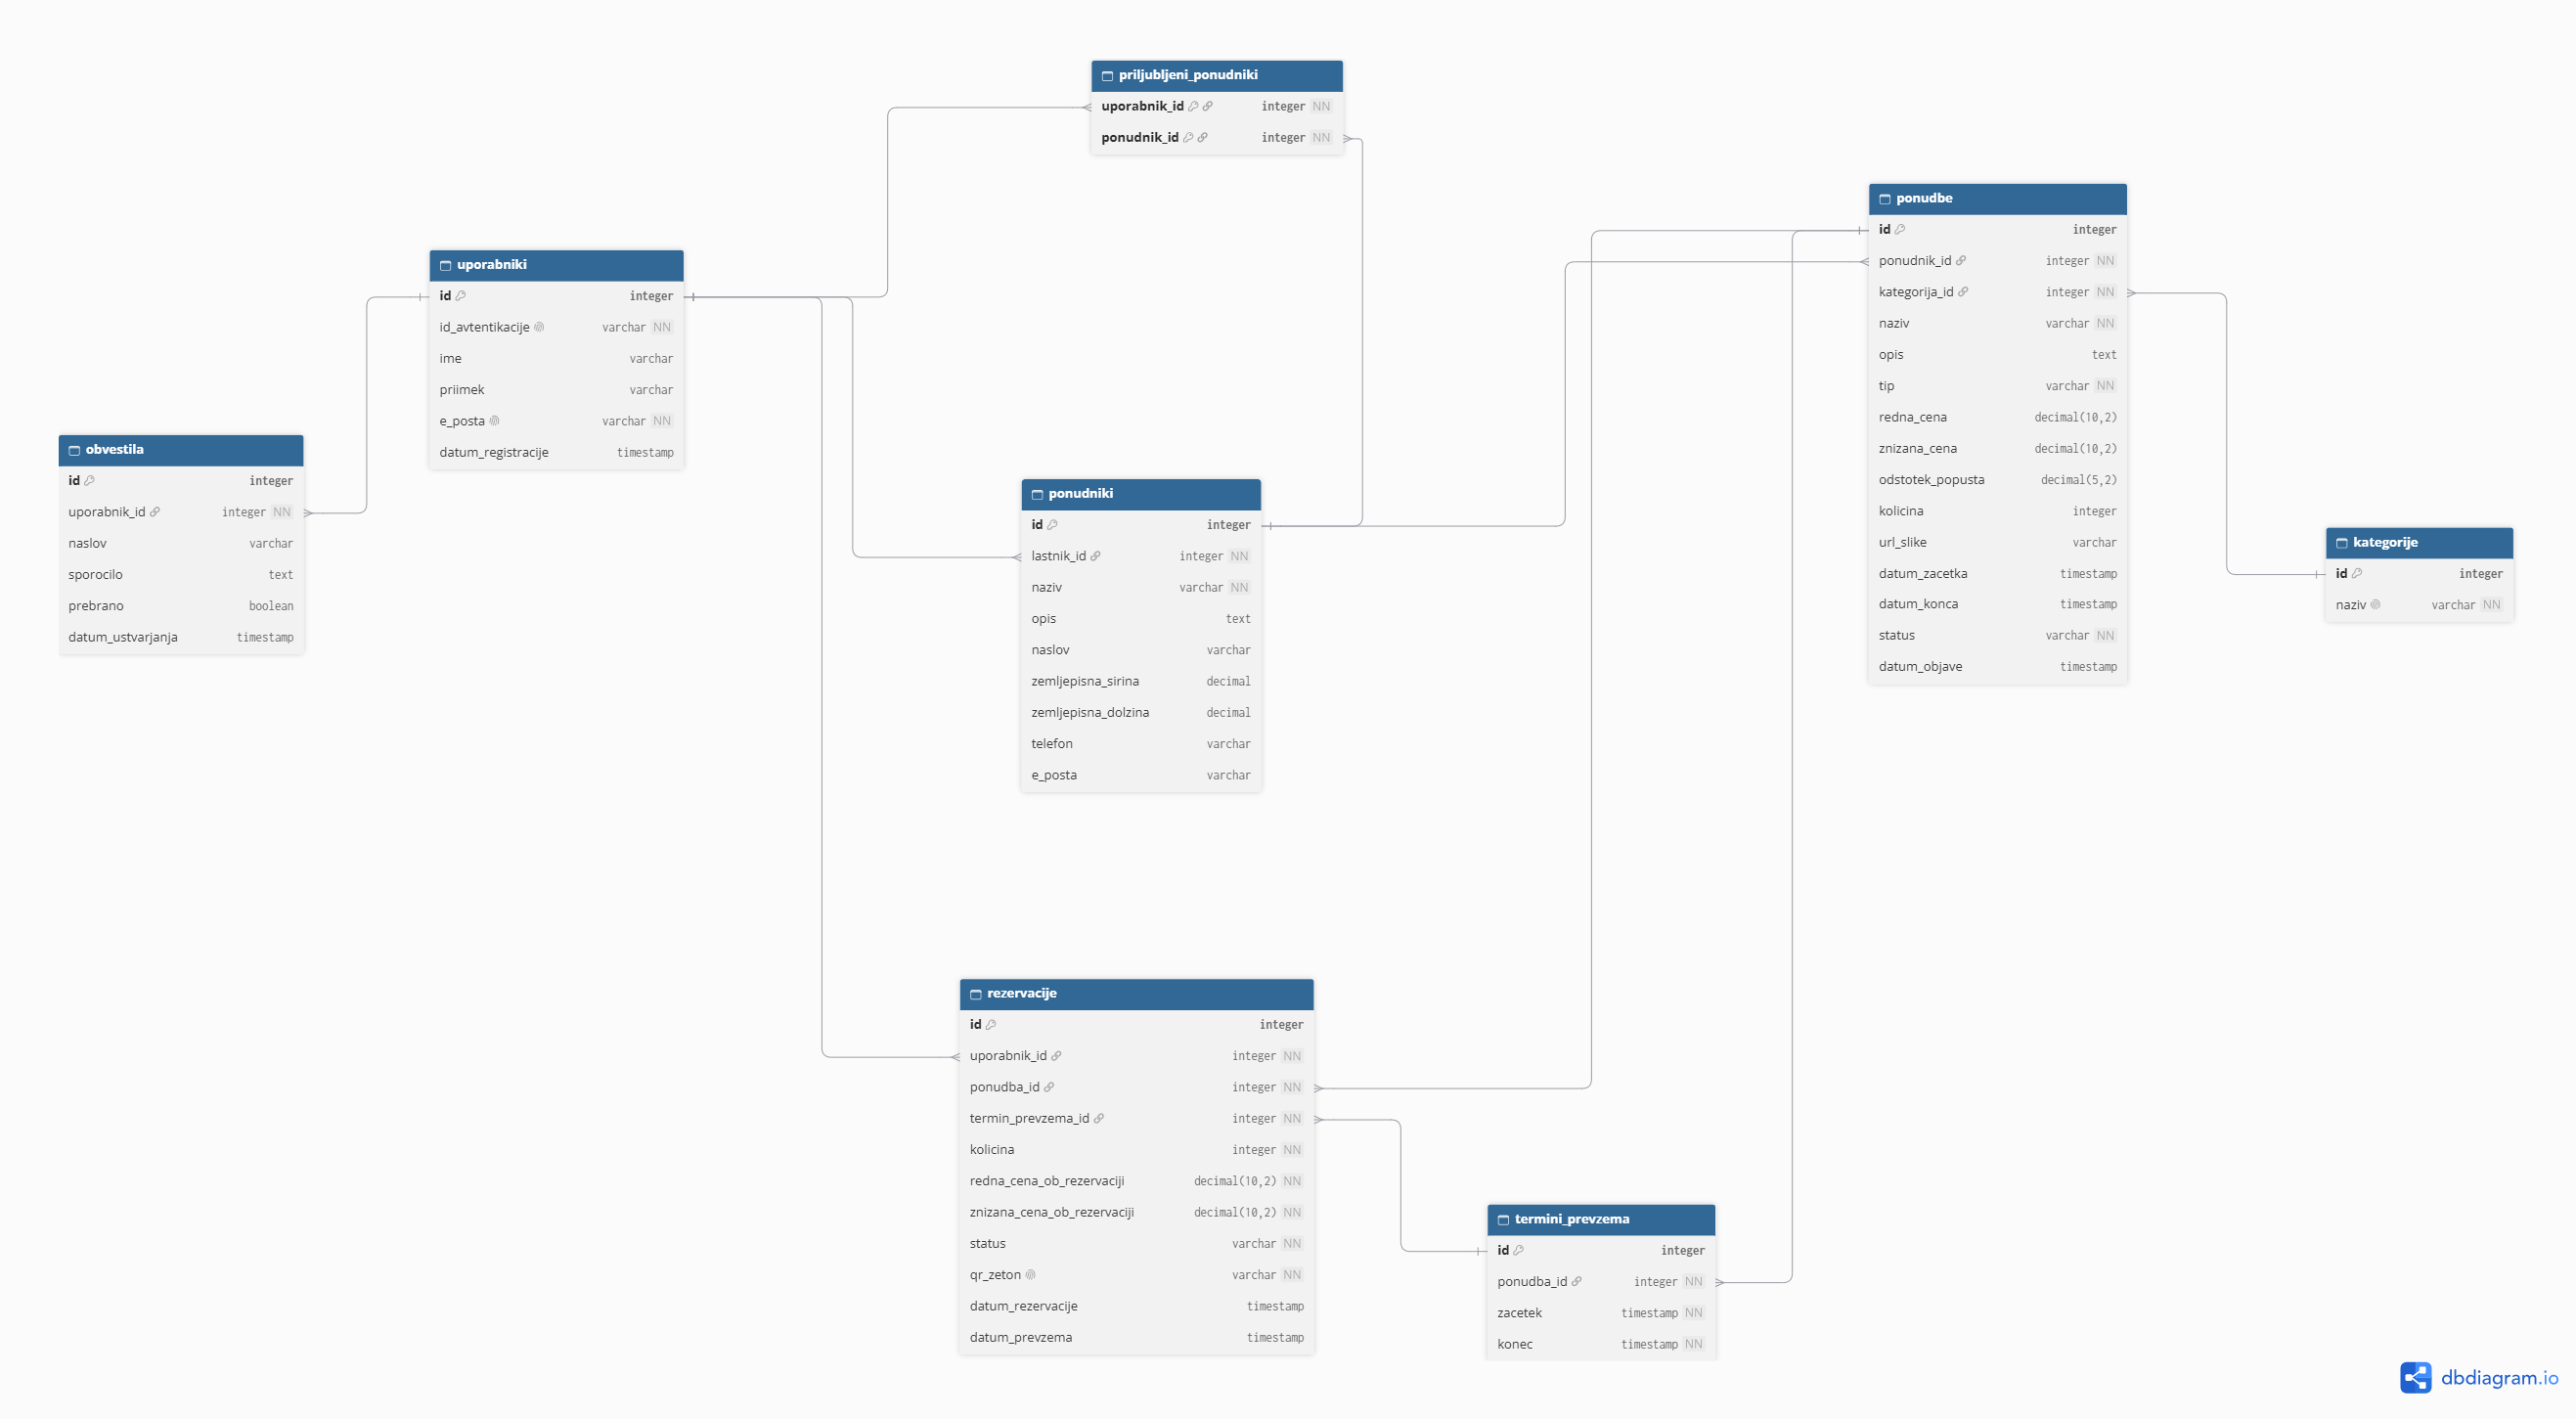 priljubljeni_ponudniki
uporabnik_id integer NN
ponudnik_id integer NN
ponudbe
id integer
ponudnik_id integer NN
kategorija_id integer NN
naziv varchar NN
opis text
tip varchar NN
redna_cena decimal(10,2)
znizana_cena decimal(10,2)
odstotek_popusta decimal(5,2)
kolicina integer
url_slike varchar
datum_zacetka timestamp
datum_konca timestamp
status varchar NN
datum_objave timestamp
uporabniki
id integer
id_avtentikacije varchar NN
ime varchar
priimek varchar
e_posta varchar NN
datum_registracije timestamp
obvestila
id integer
uporabnik_id integer NN
naslov varchar
sporocilo text
prebrano boolean
datum_ustvarjanja timestamp
ponudniki
id integer
lastnik_id integer NN
naziv varchar NN
opis text
naslov varchar
zemljepisna_sirina decimal
zemljepisna_dolzina decimal
telefon varchar
e_posta varchar
kategorije
id integer
naziv varchar NN
rezervacije
id integer
uporabnik_id integer NN
ponudba_id integer NN
termin_prevzema_id integer NN
kolicina integer NN
redna_cena_ob_rezervaciji decimal(10,2) NN
znizana_cena_ob_rezervaciji decimal(10,2) NN
status varchar NN
qr_zeton varchar NN
datum_rezervacije timestamp
datum_prevzema timestamp
termini_prevzema
id integer
ponudba_id integer NN
zacetek timestamp NN
konec timestamp NN
dbdiagram.io